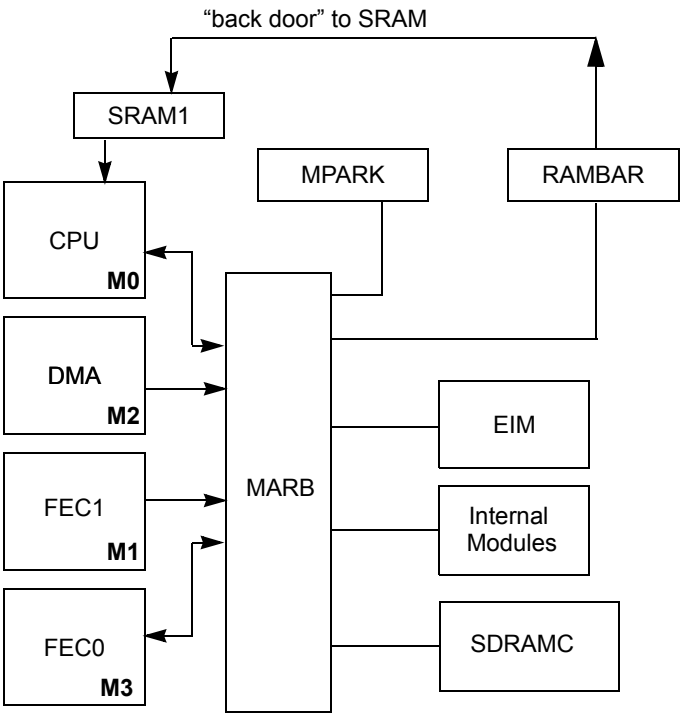 “back door” to SRAM
SRAM1
MPARK
RAMBAR
CPU
M0
DMA
M2
EIM
FEC1
M1
MARB
Internal
Modules
FEC0
M3
SDRAMC